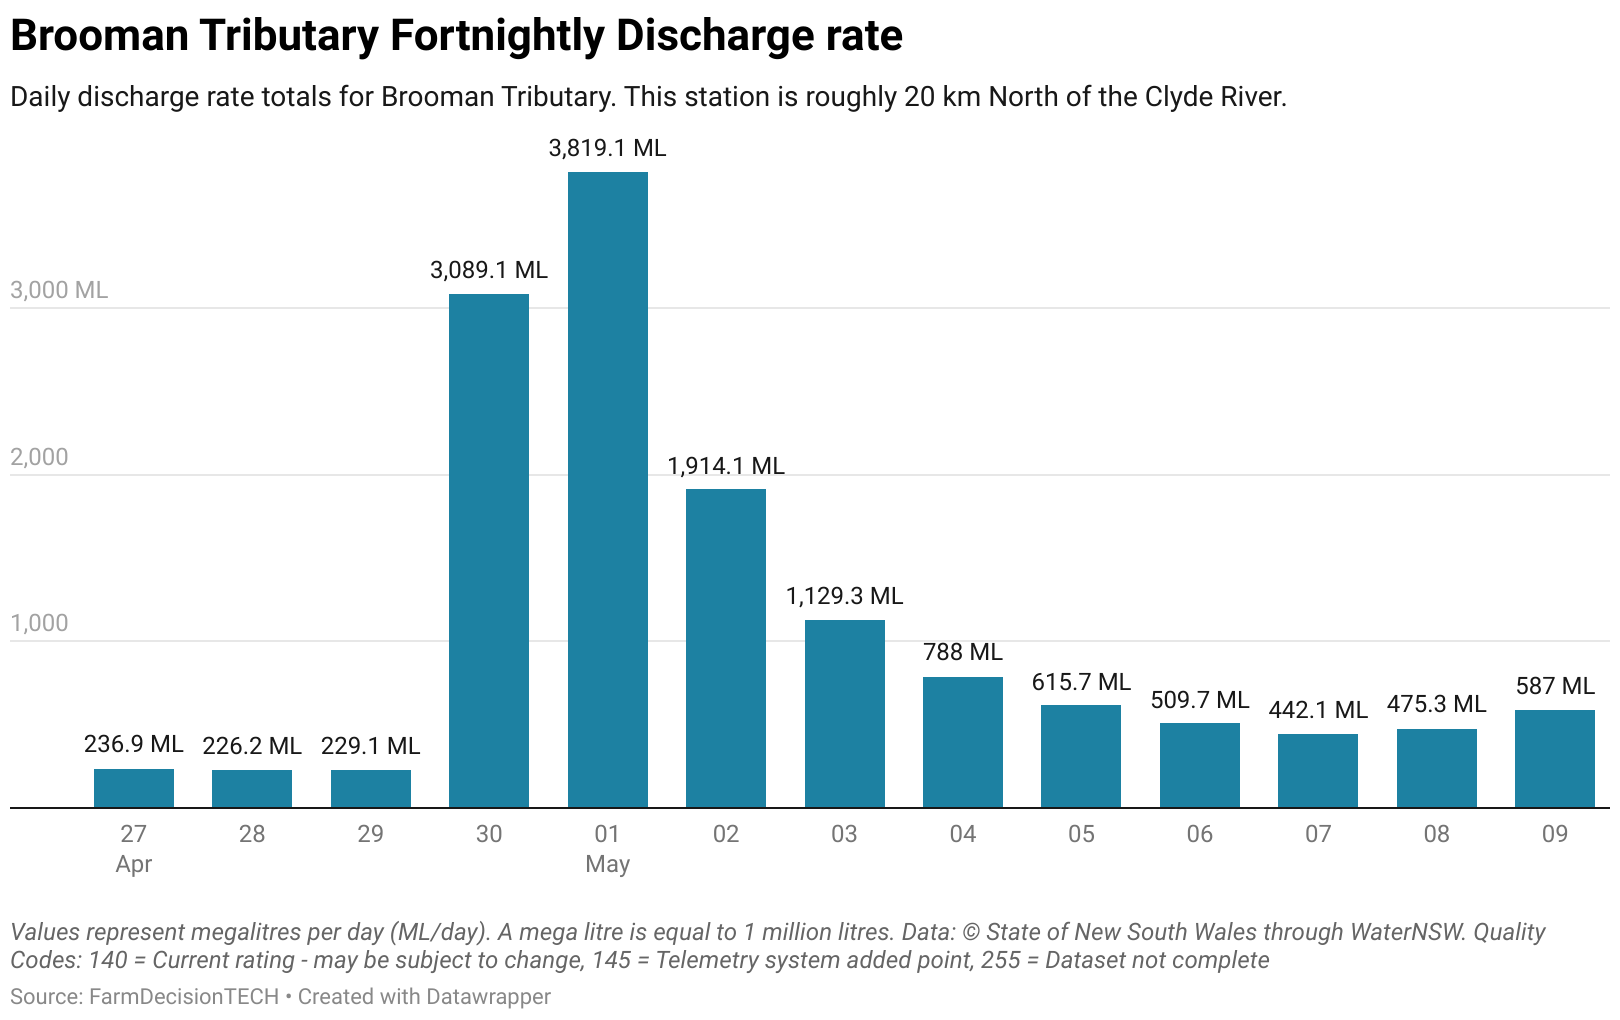 Brooman Tributary Fortnightly Discharge rate
Daily discharge rate totals for Brooman Tributary. This station is roughly 20 km North of the Clyde River.
3,819.1 ML
3,089.1 ML
3,000 ML
2,000
1,914.1 ML
1,129.3 ML
1,000
788 ML
615.7 ML
509.7 ML
442.1 ML
475.3 ML
587 ML
236.9 ML
226.2 ML
229.1 ML
27 28 29 30 01 02 03 04 05 06 07 08 09
Apr May
Values represent megalitres per day (ML/day). A mega litre is equal to 1 million litres. Data: © State of New South Wales through WaterNSW. Quality
Codes: 140 = Current rating - may be subject to change, 145 = Telemetry system added point, 255 = Dataset not complete
Source: FarmDecisionTECH • Created with Datawrapper